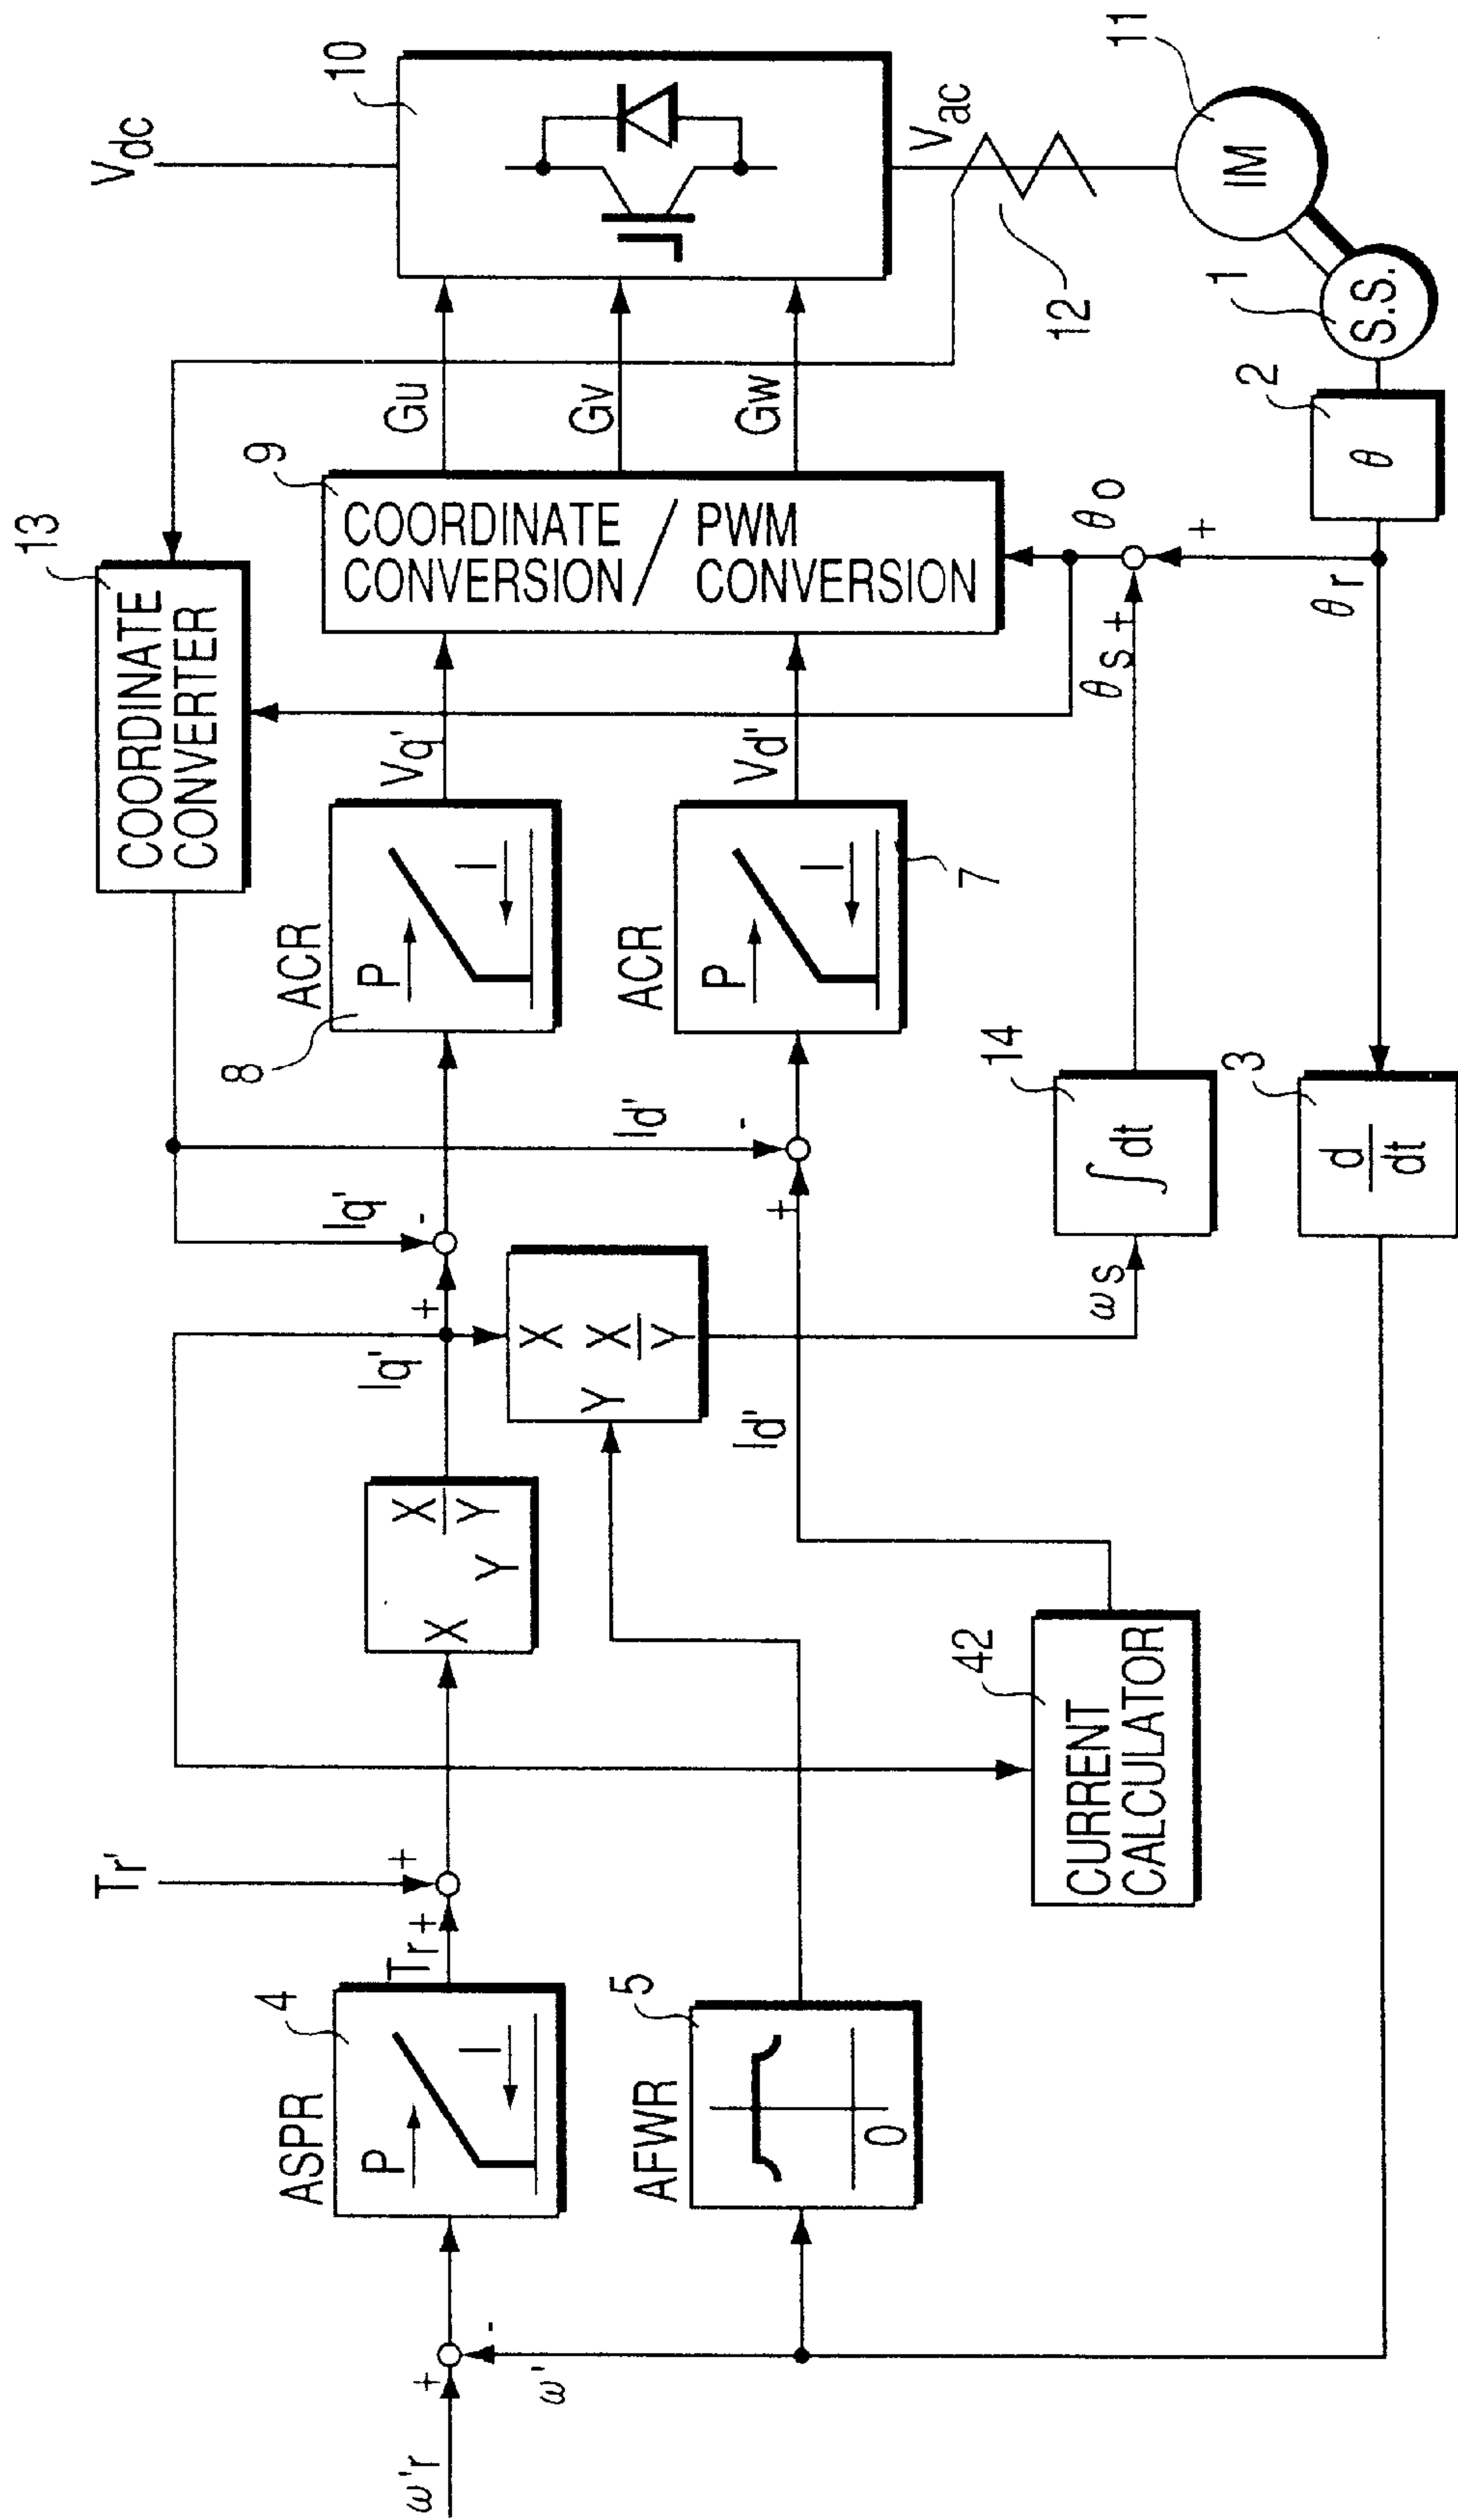 13
COORDINATE
CONVERTER
Vdc
10
9
COORDINATE
CONVERSION
/
PWM
CONVERSION
Gu
Gv
Gw
Vac
12
11
IM
1
S.S.
2
θ
θo
+
θs +
θr
ACR
8
P
I
Vq'
ACR
7
P
I
Vd'
Iq'
-
Id'
-
+
Iq'
+
X
Y
X
Y
X
Y
X
Y
Id'
ωs
14
∫dt
3
d
dt
42
CURRENT
CALCULATOR
Tr'
+
Tr +
ASPR
4
P
I
AFWR
5
0
ω'r
+
-
ω'